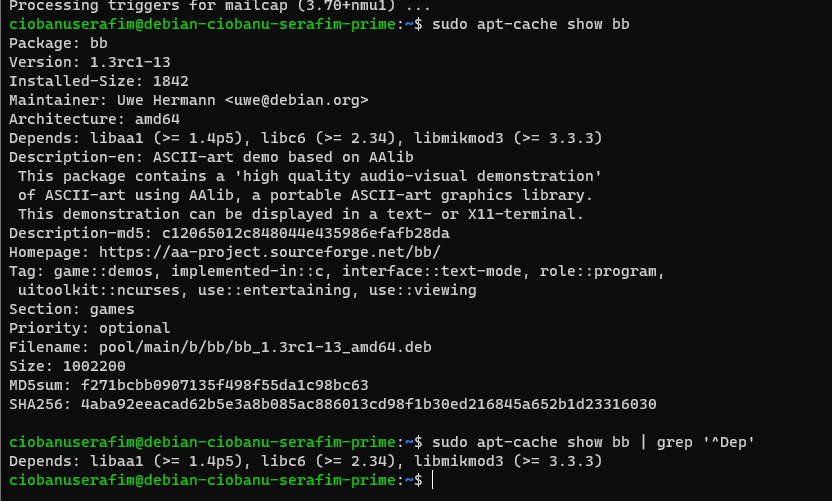 Processing triggers for mailcap (3.70+nmu1) ...
ciobanuserafim@debian-ciobanu-serafim-prime:~$ sudo apt-cache show bb
Package: bb
Version: 1.3rc1-13
Installed-Size: 1842
Maintainer: Uwe Hermann <uwe@debian.org>
Architecture: amd64
Depends: libaa1 (>= 1.4p5), libc6 (>= 2.34), libmikmod3 (>= 3.3.3)
Description-en: ASCII-art demo based on AAlib
 This package contains a 'high quality audio-visual demonstration'
 of ASCII-art using AAlib, a portable ASCII-art graphics library.
 This demonstration can be displayed in a text- or X11-terminal.
Description-md5: c12065012c848044e435986efafb28da
Homepage: https://aa-project.sourceforge.net/bb/
Tag: game::demos, implemented-in::c, interface::text-mode, role::program,
 uitoolkit::ncurses, use::entertaining, use::viewing
Section: games
Priority: optional
Filename: pool/main/b/bb/bb_1.3rc1-13_amd64.deb
Size: 1002200
MD5sum: f271bcbb0907135f498f55da1c98bc63
SHA256: 4aba92eeacad62b5e3a8b085ac886013cd98f1b30ed216845a652b1d23316030
ciobanuserafim@debian-ciobanu-serafim-prime:~$ sudo apt-cache show bb | grep '^Dep'
Depends: libaa1 (>= 1.4p5), libc6 (>= 2.34), libmikmod3 (>= 3.3.3)
ciobanuserafim@debian-ciobanu-serafim-prime:~$